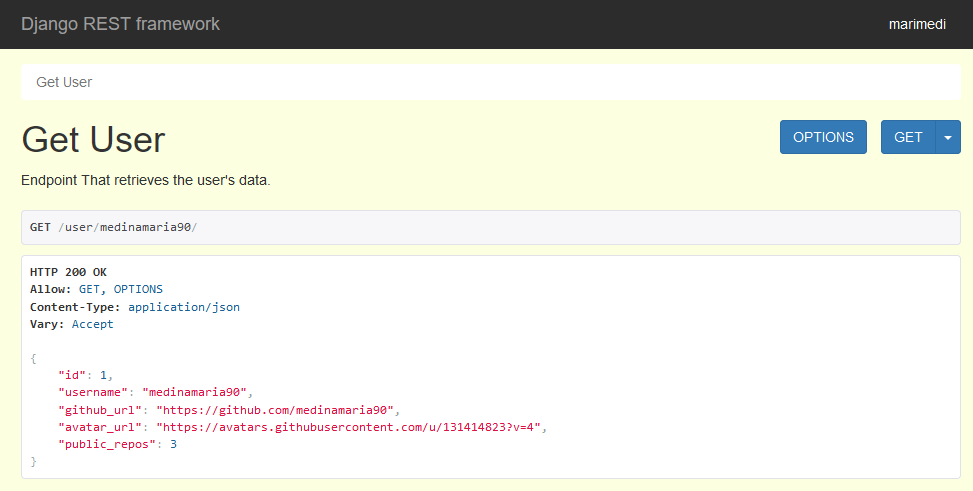 Django REST framework
marimedi
Get User
Get User
OPTIONS
GET
Endpoint That retrieves the user's data.
GET /user/medinamaria90/
HTTP 200 OK
Allow: GET, OPTIONS
Content-Type: application/json
Vary: Accept
{
    "id": 1,
    "username": "medinamaria90",
    "github_url": "https://github.com/medinamaria90",
    "avatar_url": "https://avatars.githubusercontent.com/u/131414823?v=4",
    "public_repos": 3
}